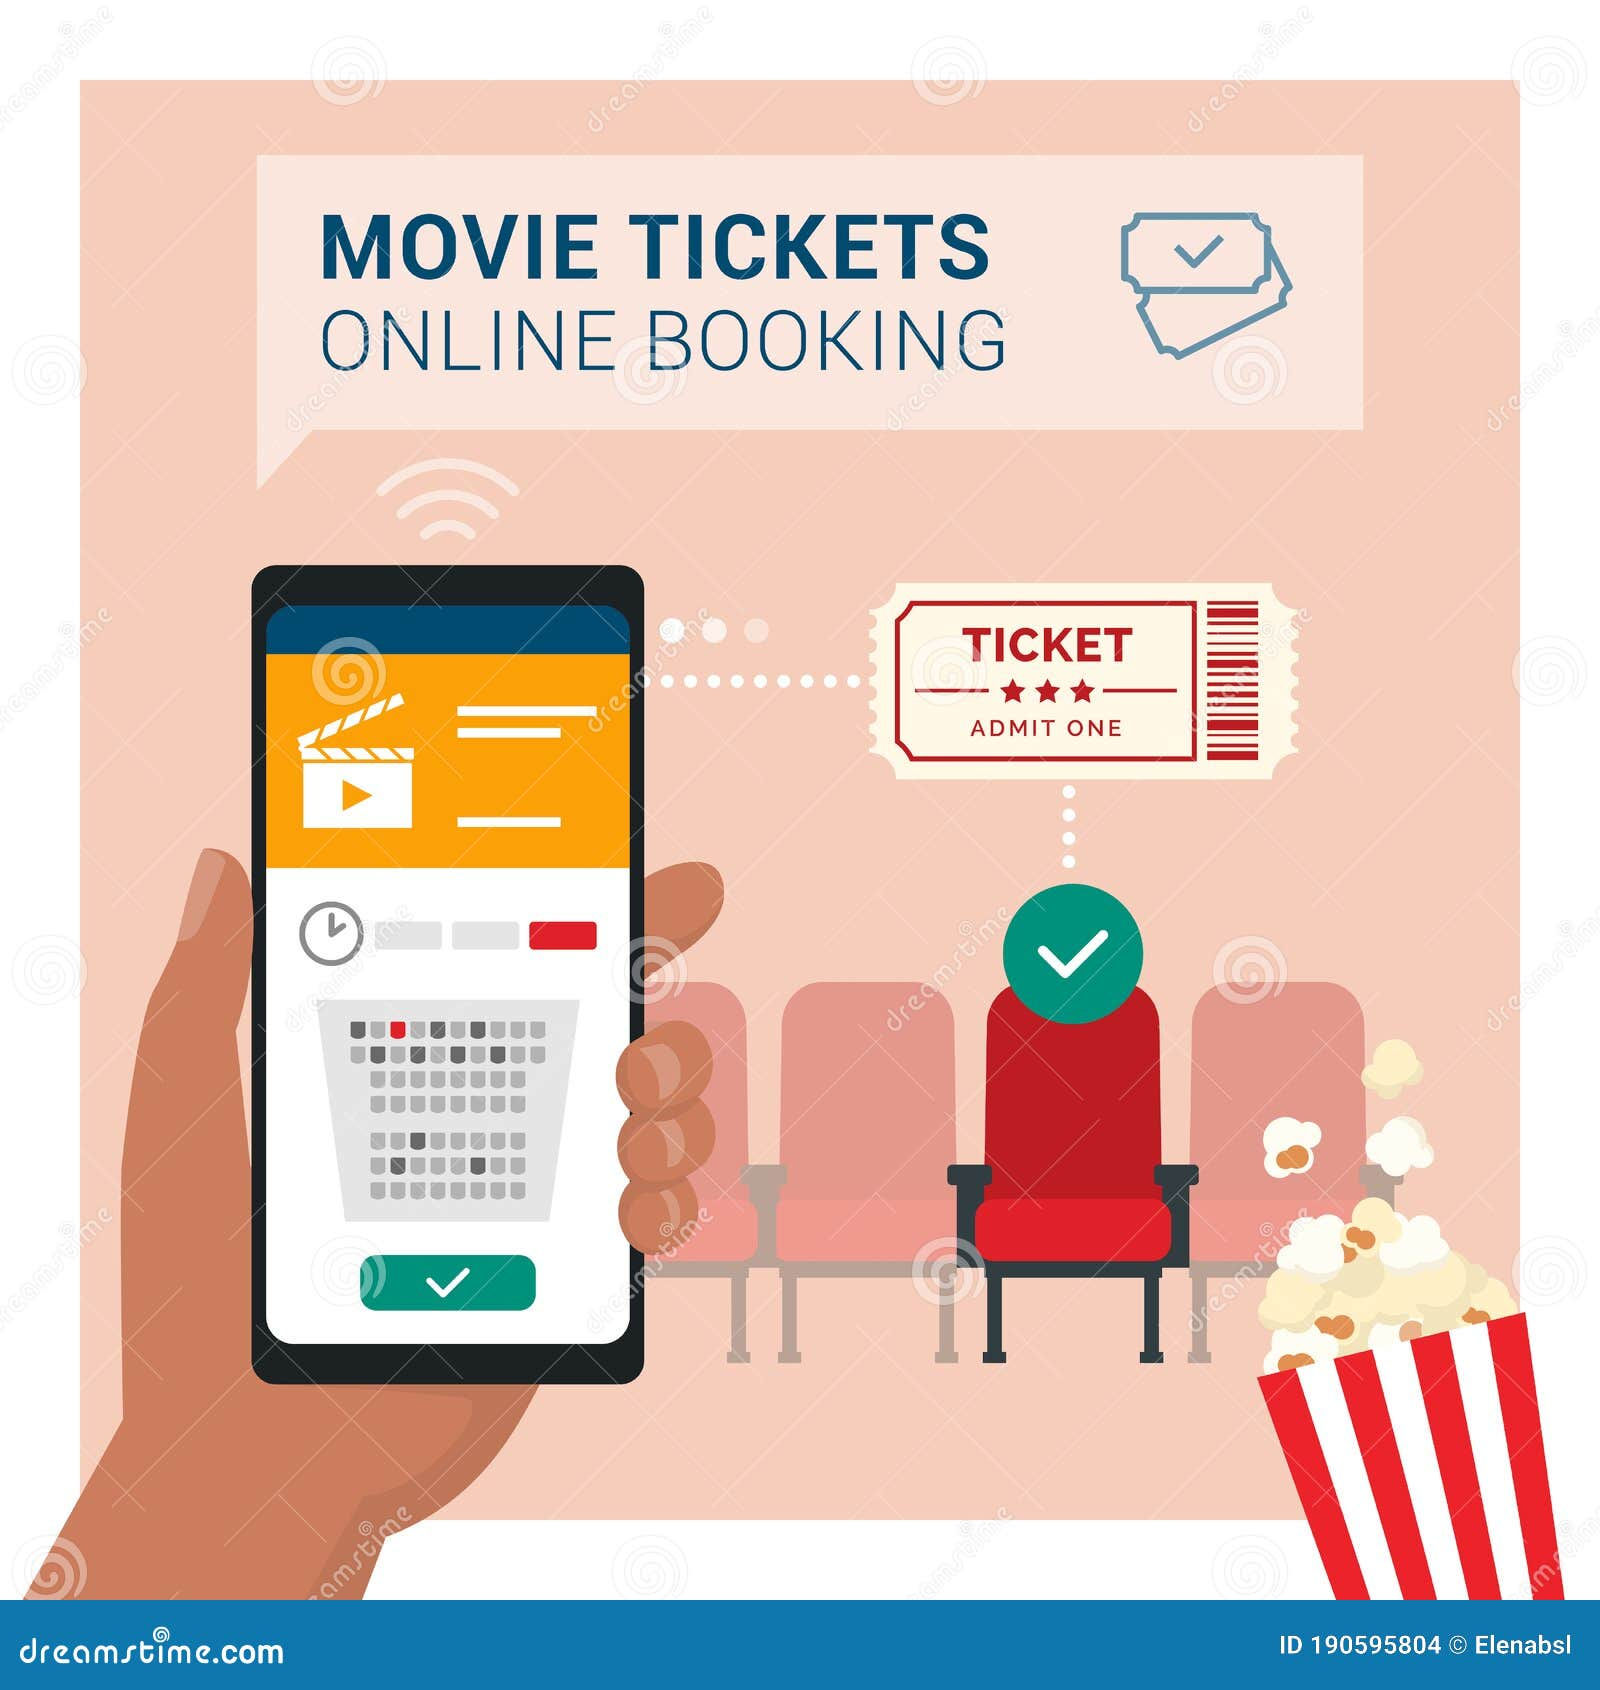 MOVIE TICKETS
ONLINE BOOKING
TICKET
ADMIT ONE
dreamstime.com
ID 190595804 © Elenabsl